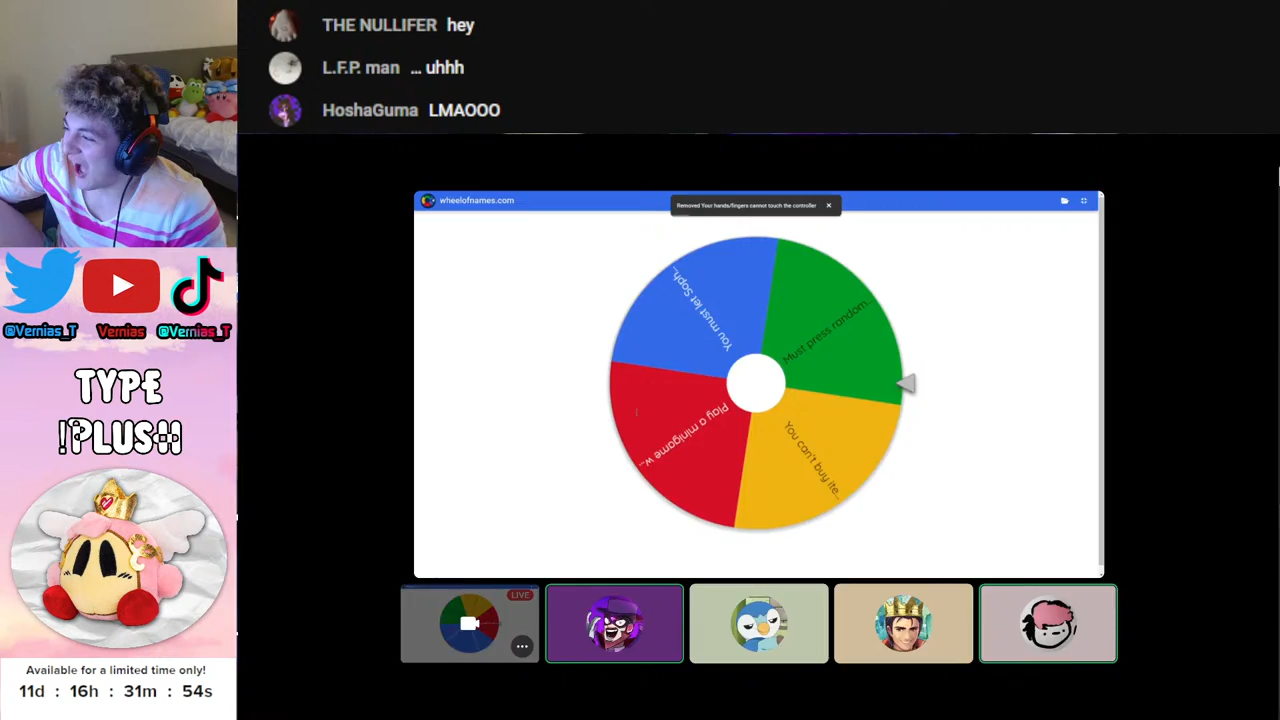 THE NULLIFER hey
L.F.P. man ... uhhh
HoshaGuma LMAOOO
wheelofnames.com
Removed Your hands/fingers cannot touch the controller
You must let Soph...
Must press random...
Play a minigame w...
You can't buy ite...
@Vernias_T
Vernias
@Vernias_T
TYPE
!PLUSH
LIVE
Available for a limited time only!
11d : 16h : 31m : 54s